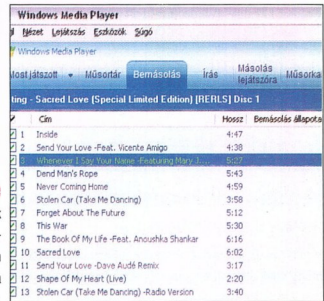 Windows Media Player
Nézet Lejátszás Eszközök Súgó
Windows Media Player
Most játszott Műsortár Bemásolás Írás Másolás lejátszóra Műsorka
ting - Sacred Love (Special Limited Edition) [RERLS] Disc 1
Cím Hossz Bemásolás állapota
1 Inside 4:47
2 Send Your Love -Feat. Vicente Amigo 4:38
3 Whenever I Say Your Name -Featuring Mary J.... 5:27
4 Dend Man's Rope 5:43
5 Never Coming Home 4:59
6 Stolen Car (Take Me Dancing) 3:58
7 Forget About The Future 5:12
8 This War 5:30
9 The Book Of My Life -Feat. Anoushka Shankar 6:16
10 Sacred Love 6:02
11 Send Your Love -Dave Audé Remix 3:17
12 Shape Of My Heart (Live) 2:20
13 Stolen Car (Take Me Dancing) -Radio Version 3:40